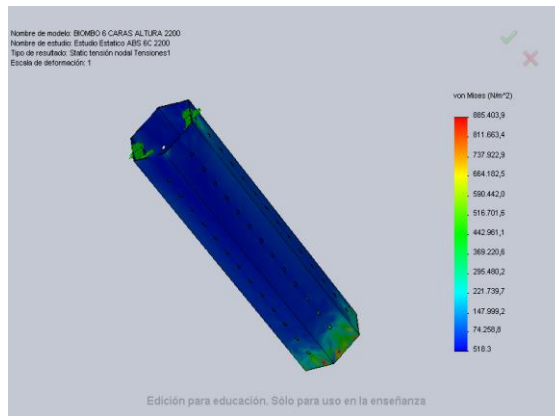 Nombre de modelo: BIOMBO 6 CARAS ALTURA 2200
Nombre de estudio: Estudio Estatico ABS 6C 2200
Tipo de resultado: Static tensión nodal Tensiones1
Escala de deformación: 1
von Mises (N/m^2)
885.403,9
811.663,4
737.922,9
664.182,5
590.442,0
516.701,5
442.961,1
369.220,6
295.480,2
221.739,7
147.999,2
74.258,8
518,3
Edición para educación. Sólo para uso en la enseñanza